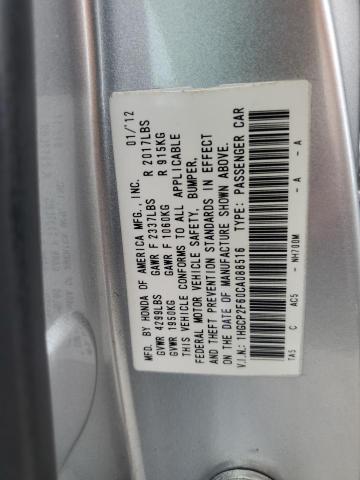 MFD. BY HONDA OF AMERICA MFG., INC. 01/'12
GVWR 4299LBS GAWR F 2337LBS R 2017LBS
GVWR 1950KG GAWR F 1060KG R 915KG
THIS VEHICLE CONFORMS TO ALL APPLICABLE
FEDERAL MOTOR VEHICLE SAFETY, BUMPER,
AND THEFT PREVENTION STANDARDS IN EFFECT
ON THE DATE OF MANUFACTURE SHOWN ABOVE.
V.I.N.: 1HGCP2F60CA088516 TYPE: PASSENGER CAR
TA5 C AC5 - NH700M - A - A